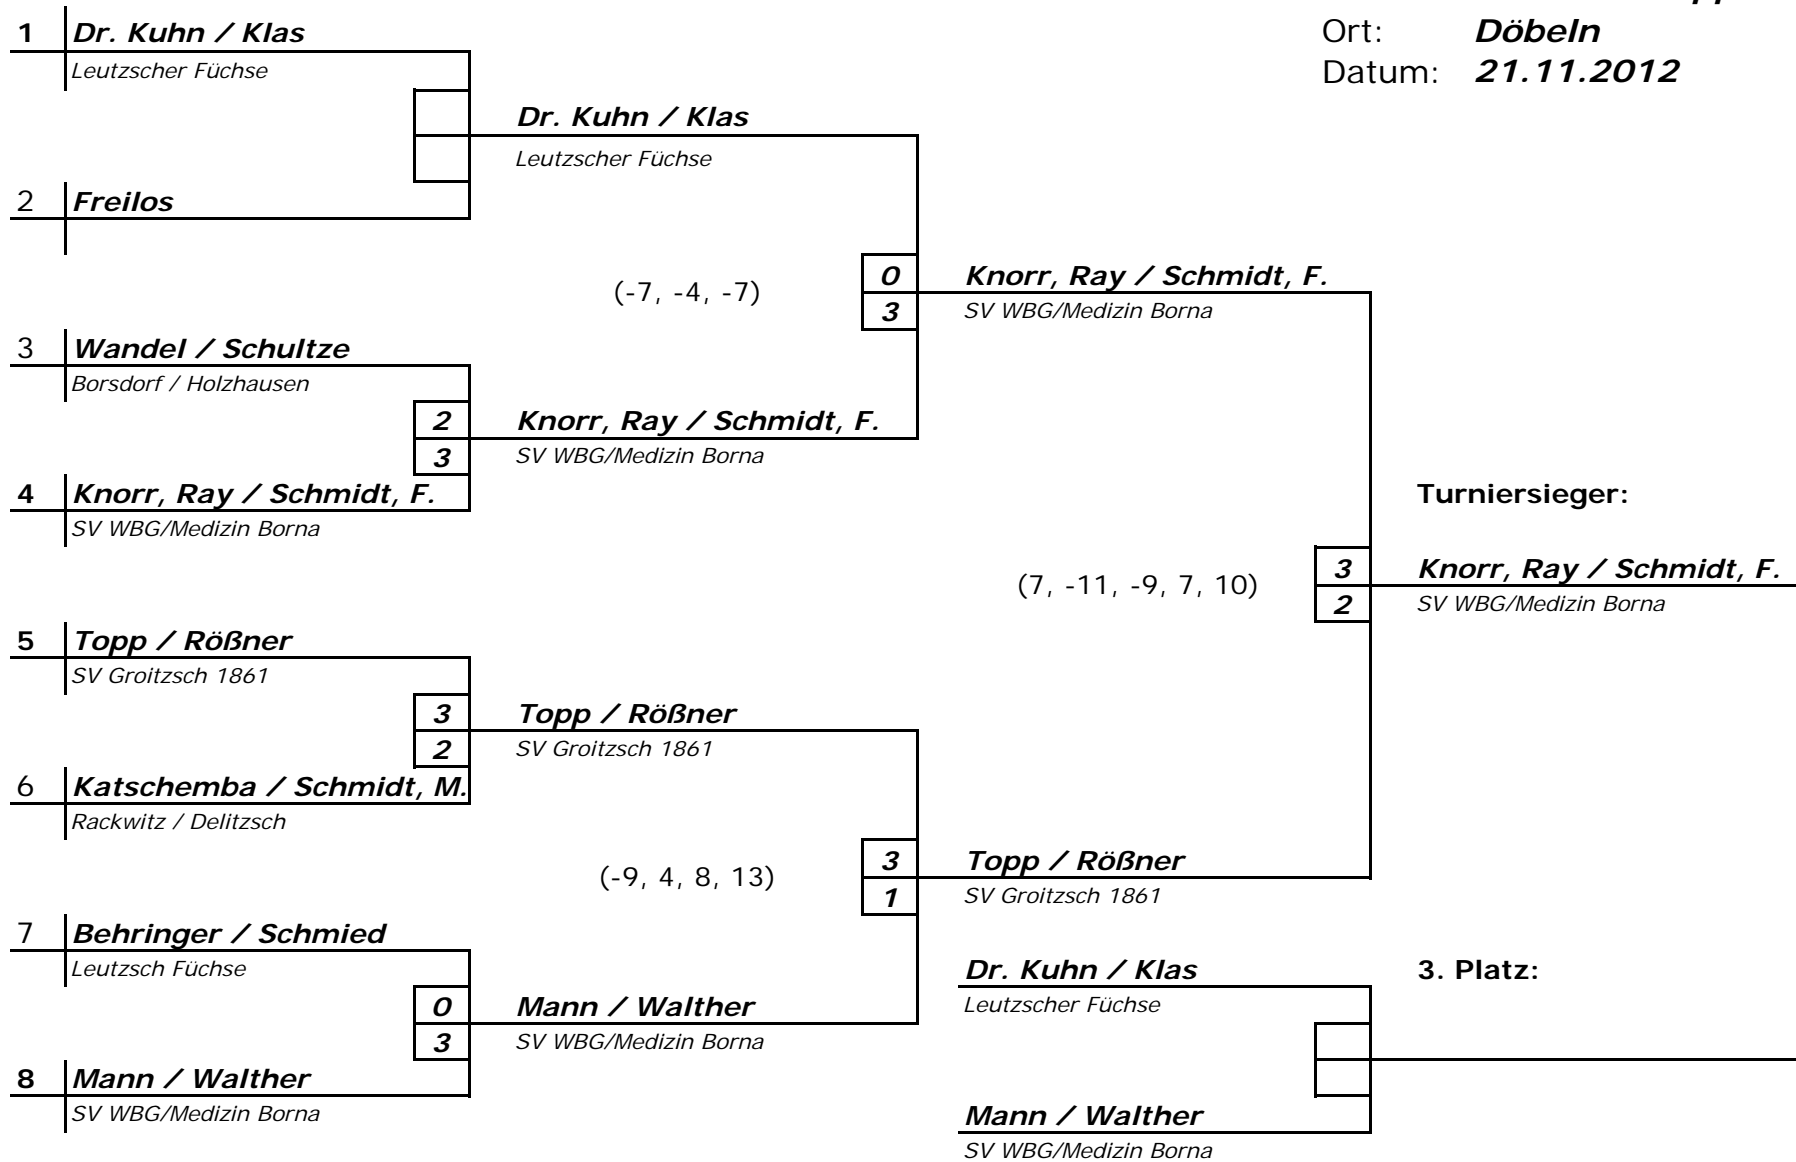 Ort: Döbeln
Datum: 21.11.2012
1 Dr. Kuhn / Klas
Leutzscher Füchse
Dr. Kuhn / Klas
Leutzscher Füchse
2 Freilos
(-7, -4, -7)
0
3
Knorr, Ray / Schmidt, F.
SV WBG/Medizin Borna
3 Wandel / Schultze
Borsdorf / Holzhausen
2
3
Knorr, Ray / Schmidt, F.
SV WBG/Medizin Borna
4 Knorr, Ray / Schmidt, F.
SV WBG/Medizin Borna
Turniersieger:
(7, -11, -9, 7, 10)
3
2
Knorr, Ray / Schmidt, F.
SV WBG/Medizin Borna
5 Topp / Rößner
SV Groitzsch 1861
3
2
Topp / Rößner
SV Groitzsch 1861
6 Katschemba / Schmidt, M.
Rackwitz / Delitzsch
(-9, 4, 8, 13)
3
1
Topp / Rößner
SV Groitzsch 1861
7 Behringer / Schmied
Leutzsch Füchse
0
3
Mann / Walther
SV WBG/Medizin Borna
8 Mann / Walther
SV WBG/Medizin Borna
Dr. Kuhn / Klas
Leutzscher Füchse
3. Platz:
Mann / Walther
SV WBG/Medizin Borna